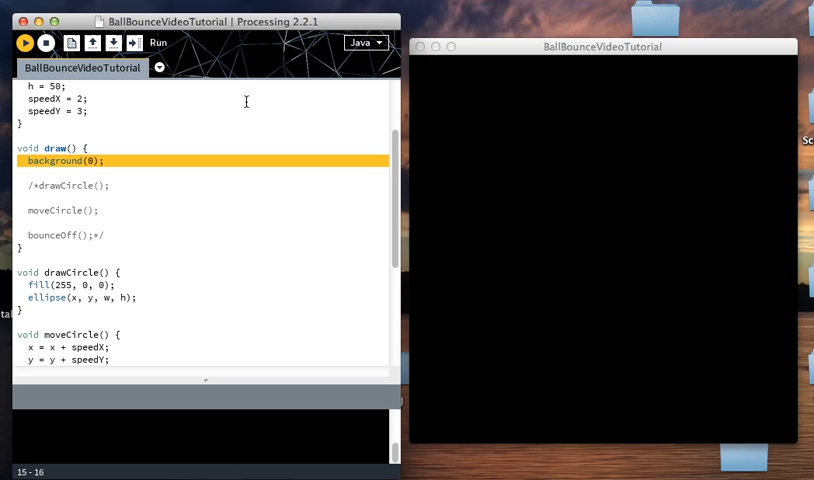 BallBounceVideoTutorial | Processing 2.2.1
Run
Java
BallBounceVideoTutorial
h = 50;
speedX = 2;
speedY = 3;
}
void draw() {
background(0);
/*drawCircle();
moveCircle();
bounceOff();*/
}
void drawCircle() {
fill(255, 0, 0);
ellipse(x, y, w, h);
}
void moveCircle() {
x = x + speedX;
y = y + speedY;
15 - 16
BallBounceVideoTutorial
Sc